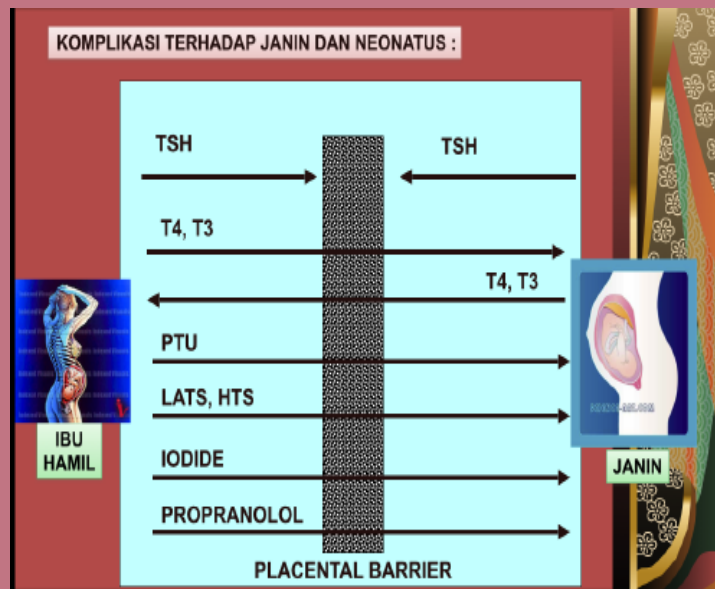 KOMPLIKASI TERHADAP JANIN DAN NEONATUS :
TSH
TSH
T4, T3
T4, T3
PTU
LATS, HTS
IODIDE
PROPRANOLOL
PLACENTAL BARRIER
IBU
HAMIL
JANIN